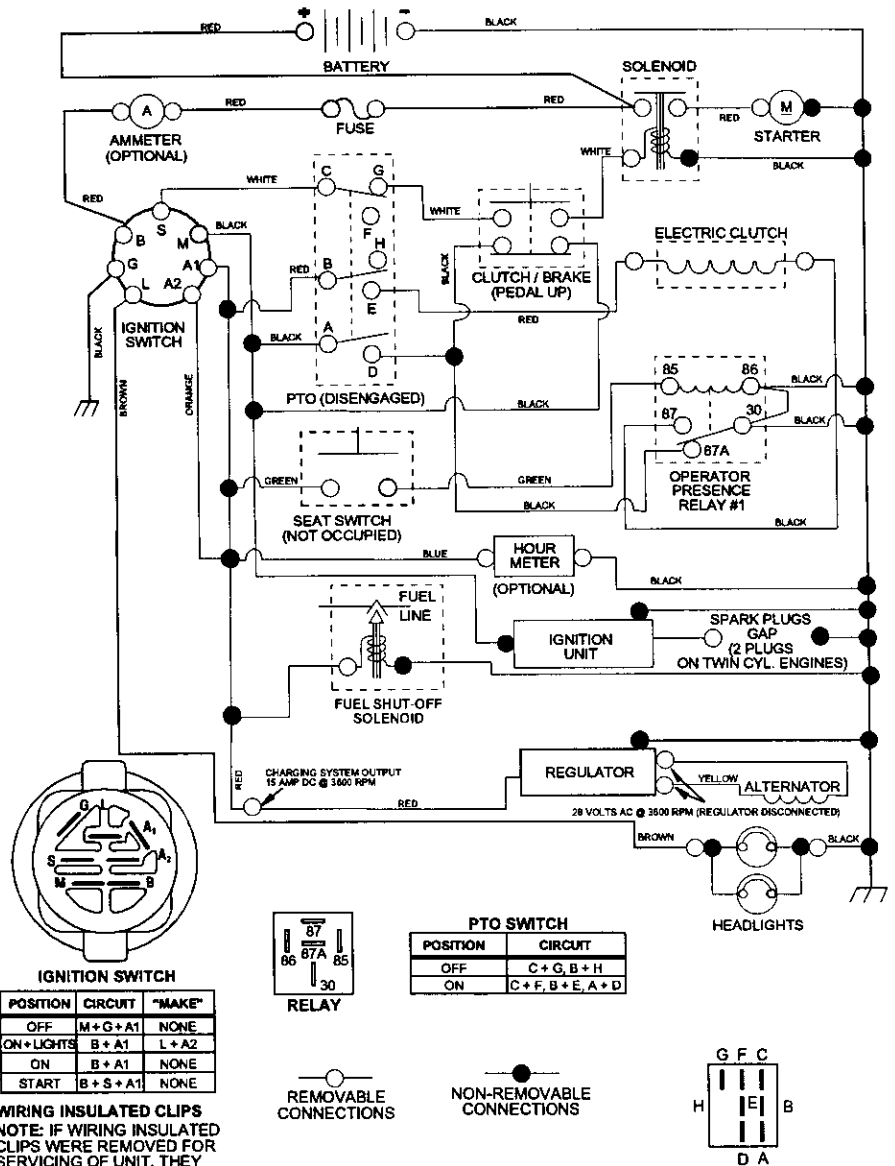 + -
RED
BLACK
BATTERY
SOLENOID
A
RED
RED
M
RED
AMMETER
(OPTIONAL)
FUSE
STARTER
WHITE
BLACK
RED
WHITE
C G
F
H
B
E
A
D
WHITE
BLACK
S
B M
G A1
L A2
IGNITION
SWITCH
RED
BLACK
CLUTCH / BRAKE
(PEDAL UP)
BLACK
RED
ELECTRIC CLUTCH
BLACK
BROWN
ORANGE
PTO (DISENGAGED)
BLACK
85 86
BLACK
87 30
BLACK
87A
OPERATOR
PRESENCE
RELAY #1
GREEN
GREEN
BLACK
BLACK
SEAT SWITCH
(NOT OCCUPIED)
BLUE
HOUR
METER
(OPTIONAL)
BLACK
FUEL
LINE
FUEL SHUT-OFF
SOLENOID
IGNITION
UNIT
SPARK PLUGS
GAP
(2 PLUGS
ON TWIN CYL. ENGINES)
RED
CHARGING SYSTEM OUTPUT
15 AMP DC @ 3600 RPM
RED
REGULATOR
YELLOW
ALTERNATOR
28 VOLTS AC @ 3600 RPM (REGULATOR DISCONNECTED)
BROWN
BLACK
HEADLIGHTS
G L
A1
S A2
M B
IGNITION SWITCH
POSITION CIRCUIT "MAKE"
OFF M+G+A1 NONE
ON+LIGHTS B+A1 L+A2
ON B+A1 NONE
START B+S+A1 NONE
87
86 87A 85
30
RELAY
PTO SWITCH
POSITION CIRCUIT
OFF C+G, B+H
ON C+F, B+E, A+D
REMOVABLE
CONNECTIONS
NON-REMOVABLE
CONNECTIONS
G F C
H E B
D A
WIRING INSULATED CLIPS
NOTE: IF WIRING INSULATED
CLIPS WERE REMOVED FOR
SERVICING OF UNIT, THEY